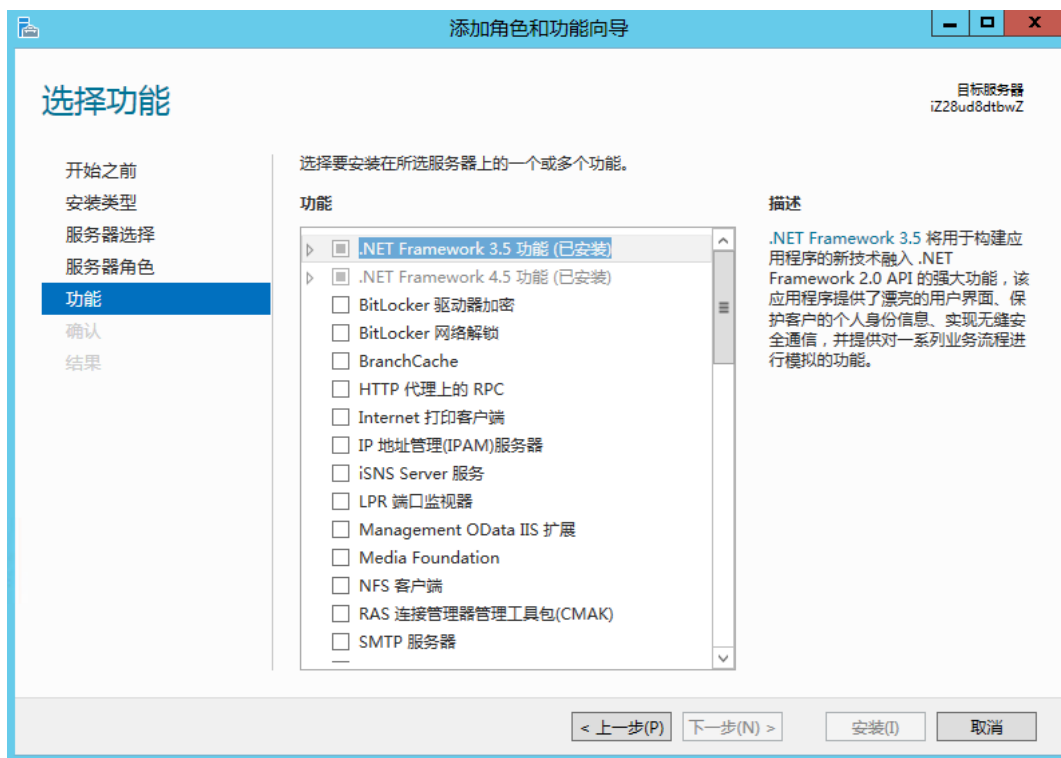 添加角色和功能向导
选择功能
目标服务器
iZ28ud8dtbwZ
开始之前
安装类型
服务器选择
服务器角色
功能
确认
结果
选择要安装在所选服务器上的一个或多个功能。
功能
.NET Framework 3.5 功能 (已安装)
.NET Framework 4.5 功能 (已安装)
BitLocker 驱动器加密
BitLocker 网络解锁
BranchCache
HTTP 代理上的 RPC
Internet 打印客户端
IP 地址管理(IPAM)服务器
iSNS Server 服务
LPR 端口监视器
Management OData IIS 扩展
Media Foundation
NFS 客户端
RAS 连接管理器管理工具包(CMAK)
SMTP 服务器
描述
.NET Framework 3.5 将用于构建应
用程序的新技术融入 .NET
Framework 2.0 API 的强大功能，该
应用程序提供了漂亮的用户界面、保
护客户的个人身份信息、实现无缝安
全通信，并提供对一系列业务流程进
行模拟的功能。
< 上一步(P)
下一步(N) >
安装(I)
取消